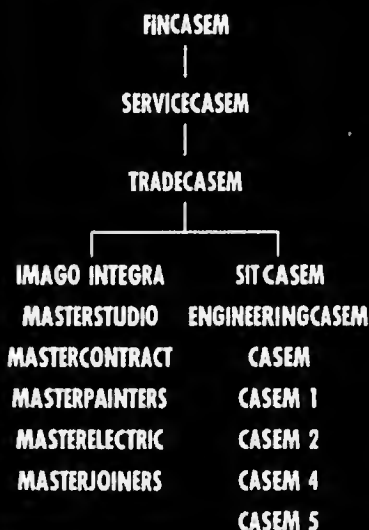 FINCASEM
SERVICECASEM
TRADECASEM
IMAGO INTEGRA
MASTERSTUDIO
MASTERCONTRACT
MASTERPAINTERS
MASTERELECTRIC
MASTERJOINERS
SIT CASEM
ENGINEERINGCASEM
CASEM
CASEM 1
CASEM 2
CASEM 4
CASEM 5